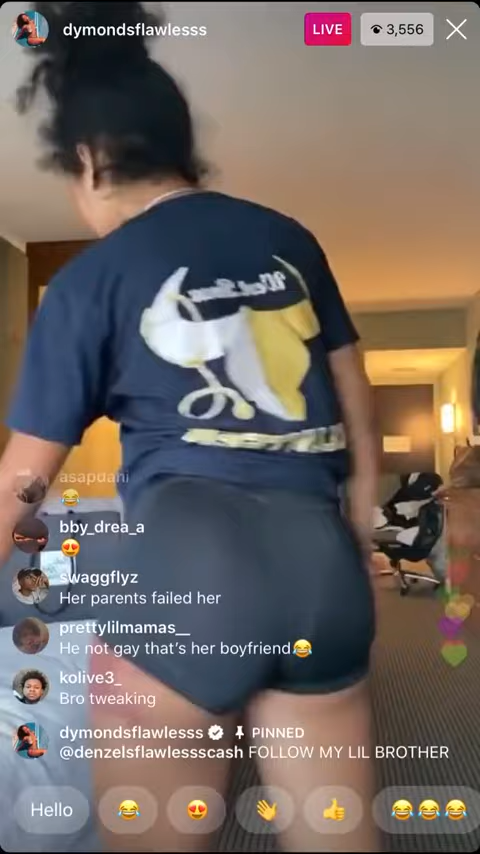 dymondsflawlesss LIVE 3,556
asapdani
😂
bby_drea_a
😍
swaggflyz
Her parents failed her
prettylilmamas__
He not gay that's her boyfriend😂
kolive3_
Bro tweaking
dymondsflawlesss PINNED
@denzelsflawlessscash FOLLOW MY LIL BROTHER
Hello 😂 😍 👋 👍 😂😂😂